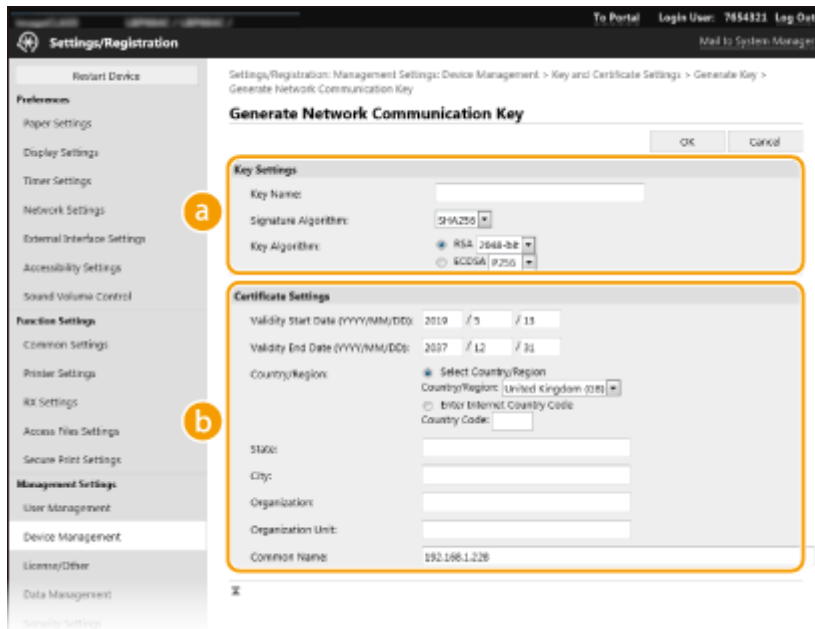 To Portal Login User: 7654321 Log Out
Settings/Registration
Mail to System Manager
Restart Device
Preferences
Paper Settings
Display Settings
Timer Settings
Network Settings
External Interface Settings
Accessibility Settings
Sound Volume Control
Function Settings
Common Settings
Printer Settings
RX Settings
Access Files Settings
Secure Print Settings
Management Settings
User Management
Device Management
License/Other
Data Management
Security Settings
Settings/Registration: Management Settings: Device Management > Key and Certificate Settings > Generate Key >
Generate Network Communication Key
Generate Network Communication Key
OK Cancel
a
Key Settings
Key Name:
Signature Algorithm: SHA256
Key Algorithm: RSA 2048-bit
ECDSA P256
b
Certificate Settings
Validity Start Date (YYYY/MM/DD): 2019 / 5 / 13
Validity End Date (YYYY/MM/DD): 2037 / 12 / 31
Country/Region: Select Country/Region
Country/Region: United Kingdom (GB)
Enter Internet Country Code
Country Code:
State:
City:
Organization:
Organization Unit:
Common Name: 192.168.1.228